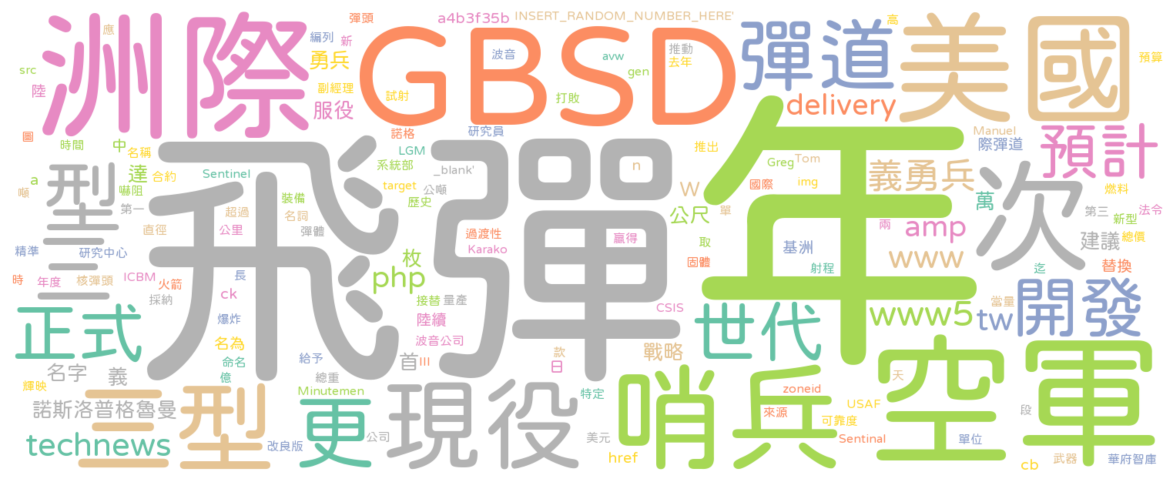 洲際
GBSD
彈道
美國
飛彈
年
次
型三
義勇兵
預計
開發
世代
正式
三型
更
現役
哨兵
空軍
technews
諾斯洛普格魯曼
名字
義
首
III
戰略
delivery
amp
www
www5
tw
php
枚
公尺
w
萬
建議
替換
勇兵
服役
副經理
編列
新
彈頭
a4b3f35b
INSERT_RANDOM_NUMBER_HERE'
應
src
陸
圖
時間
中
名稱
達
合約
a
嚇阻
噸
第一
直徑
Sentinel
超過
公里
裝備
名詞
彈體
精準
研究中心
時
年度
核彈頭
ICBM
火箭
採納
長
ck
爆炸
名為
命名
億
給予
總重
Minutemen
輝映
改良版
公司
試射
諾格
LGM
系統部
target
公噸
歷史
_blank'
研究員
波音
打敗
avw
gen
推動
去年
n
過渡性
Karako
贏得
接替
量產
陸續
波音公司
CSIS
款
日
特定
美元
href
高
預算
推出
Greg
Tom
國際
img
單
取
固體
基洲
射程
兩
Manuel
際彈道
燃料
第三
新型
法令
總價
迄
當量
zoneid
來源
USAF
可靠度
Sentinal
天
單位
段
cb
武器
華府智庫